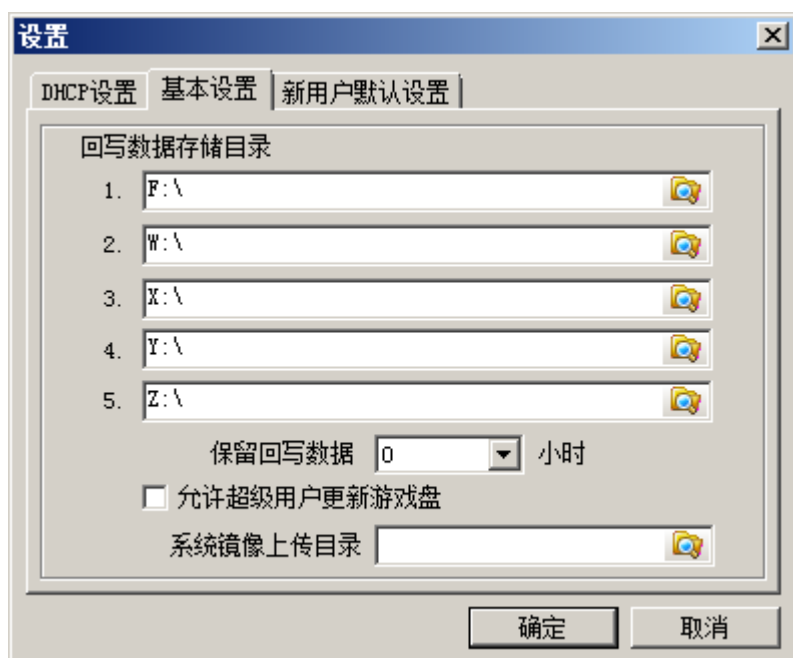 设置
DHCP设置 基本设置 新用户默认设置
回写数据存储目录
1. F:\
2. W:\
3. X:\
4. Y:\
5. Z:\
保留回写数据 0 小时
允许超级用户更新游戏盘
系统镜像上传目录
确定 取消